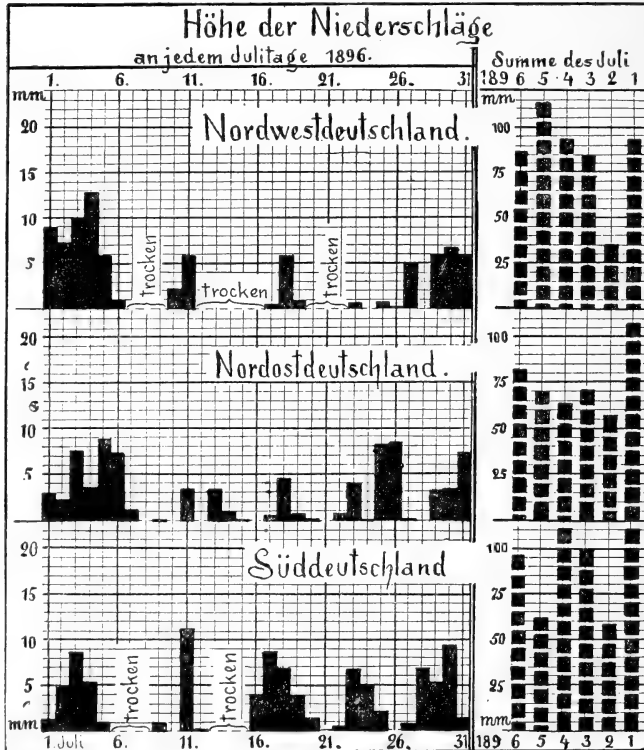 Höhe der Niederschläge
an jedem Julitage 1896.
Summe des Juli
1. 6. 11. 16. 21. 26. 31
189 6 5 4 3 2 1
mm
mm
20
100
Nordwestdeutschland.
75
10
50
5
trocken
trocken
trocken
25
20
100
Nordostdeutschland.
15
75
10
50
5
25
20
100
Süddeutschland
15
75
10
50
5
trocken
trocken
25
mm
mm
1. Juli 6. 11. 16. 21. 26. 31.
189 6 5 4 3 2 1